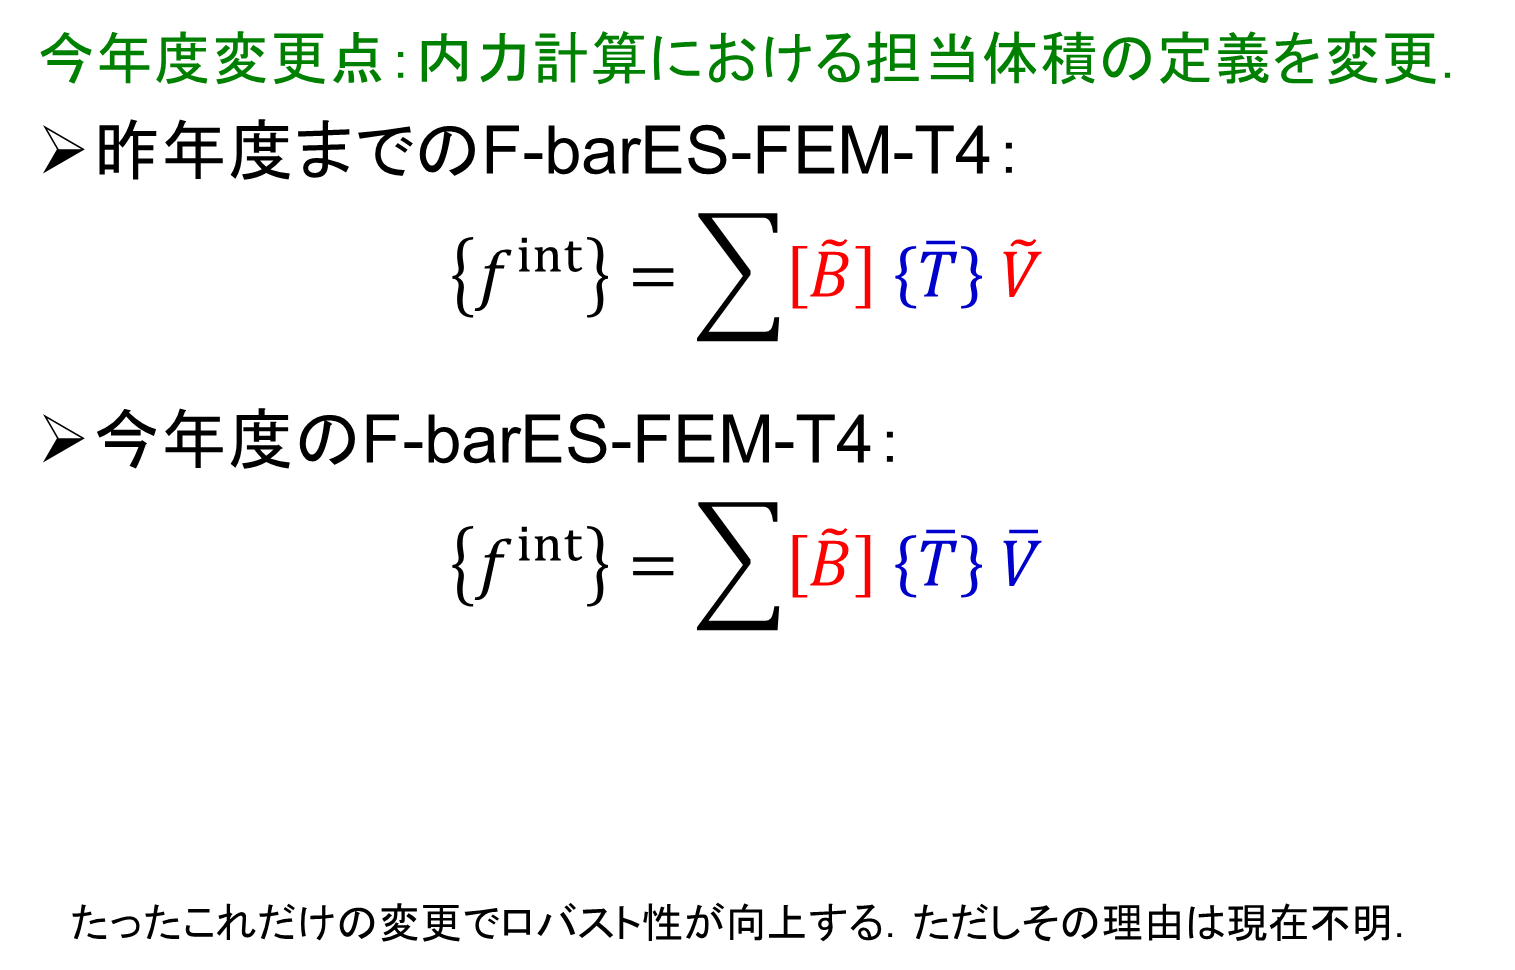 今年度変更点：内力計算における担当体積の定義を変更．
➢昨年度までのF-barES-FEM-T4：
{f^int} = ∑[B̃] {T̄} Ṽ
➢今年度のF-barES-FEM-T4：
{f^int} = ∑[B̃] {T̄} V̄
たったこれだけの変更でロバスト性が向上する．ただしその理由は現在不明．